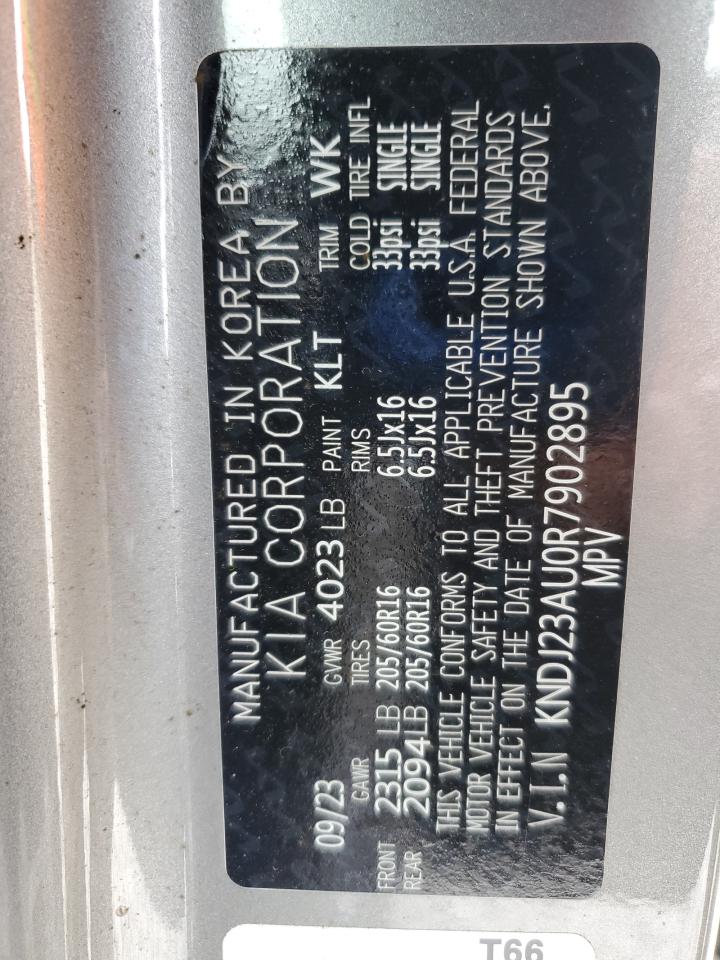 MANUFACTURED IN KOREA BY
KIA CORPORATION
09/23 GVWR 4023 LB PAINT KLT TRIM WK
GAWR TIRES RIMS COLD TIRE INFL
FRONT 2315 LB 205/60R16 6.5Jx16 33psi SINGLE
REAR 2094LB 205/60R16 6.5Jx16 33psi SINGLE
THIS VEHICLE CONFORMS TO ALL APPLICABLE U.S.A. FEDERAL
MOTOR VEHICLE SAFETY AND THEFT PREVENTION STANDARDS
IN EFFECT ON THE DATE OF MANUFACTURE SHOWN ABOVE.
V.I.N KNDJ23AU0R7902895
MPV
T66